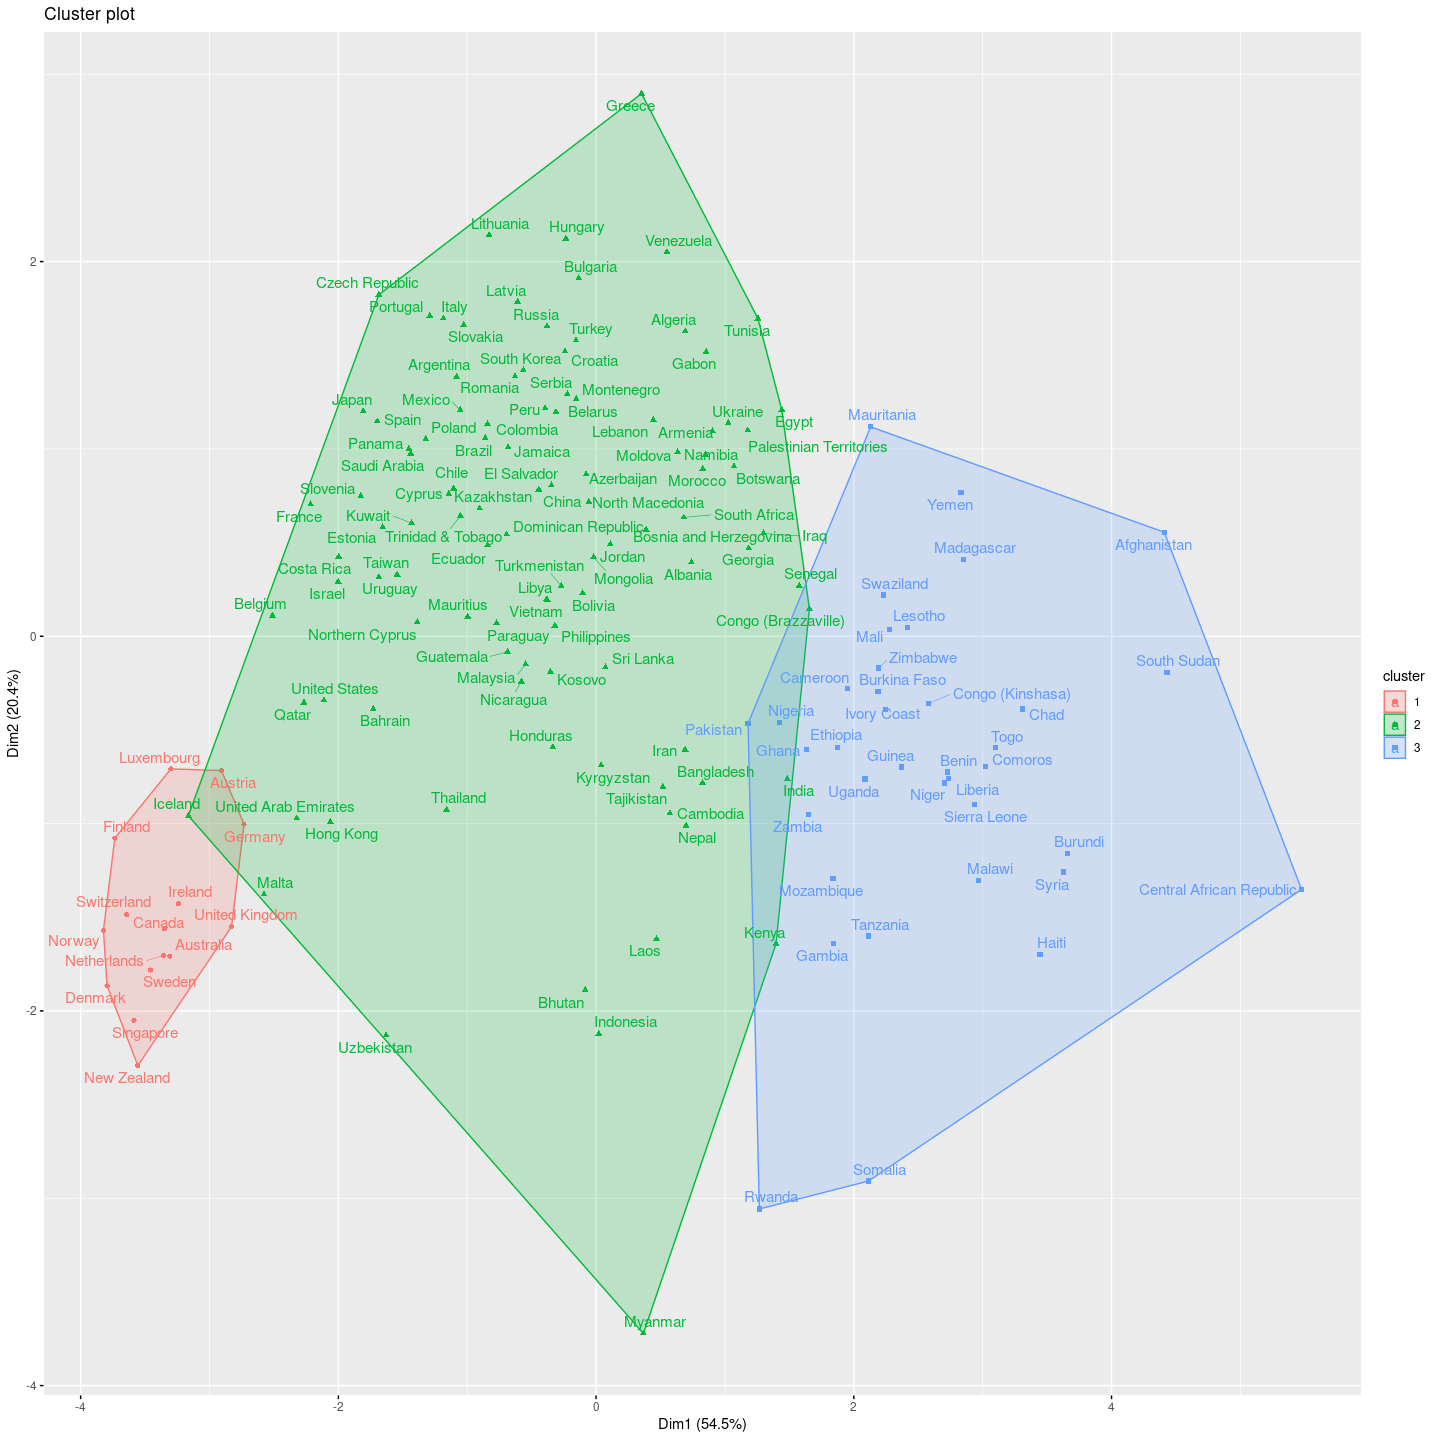 Cluster plot
Greece
Lithuania
Hungary
Venezuela
Bulgaria
Czech Republic
Latvia
Portugal
Italy
Russia
Algeria
Turkey
Tunisia
Slovakia
South Korea
Croatia
Gabon
Argentina
Romania
Serbia
Montenegro
Japan
Mexico
Peru
Belarus
Ukraine
Mauritania
Spain
Poland
Colombia
Lebanon
Armenia
Egypt
Panama
Brazil
Jamaica
Moldova
Namibia
Palestinian Territories
Saudi Arabia
Chile
El Salvador
Azerbaijan
Morocco
Botswana
Slovenia
Cyprus
Kazakhstan
China
North Macedonia
Yemen
France
Kuwait
South Africa
Estonia
Trinidad & Tobago
Dominican Republic
Bosnia and Herzegovina
Iraq
Afghanistan
Madagascar
Costa Rica
Taiwan
Ecuador
Turkmenistan
Jordan
Georgia
Israel
Uruguay
Libya
Mongolia
Albania
Senegal
Swaziland
Belgium
Mauritius
Vietnam
Bolivia
Congo (Brazzaville)
Lesotho
Northern Cyprus
Paraguay
Philippines
Mali
Guatemala
Sri Lanka
Zimbabwe
South Sudan
Malaysia
Kosovo
Cameroon
Burkina Faso
United States
Nicaragua
Congo (Kinshasa)
Qatar
Bahrain
Nigeria
Ivory Coast
Chad
Pakistan
Honduras
Iran
Ghana
Ethiopia
Togo
Luxembourg
Guinea
Benin
Comoros
Austria
Kyrgyzstan
Bangladesh
Iceland
United Arab Emirates
Thailand
Tajikistan
India
Uganda
Niger
Liberia
Finland
Germany
Hong Kong
Cambodia
Nepal
Zambia
Sierra Leone
Burundi
Malta
Malawi
Syria
Switzerland
Ireland
Mozambique
Central African Republic
Canada
United Kingdom
Norway
Australia
Kenya
Tanzania
Haiti
Netherlands
Laos
Gambia
Sweden
Denmark
Bhutan
Singapore
Indonesia
Uzbekistan
New Zealand
Somalia
Rwanda
Myanmar
2
0
-2
-4
Dim2 (20.4%)
-4
-2
0
2
4
Dim1 (54.5%)
cluster
a 1
a 2
a 3